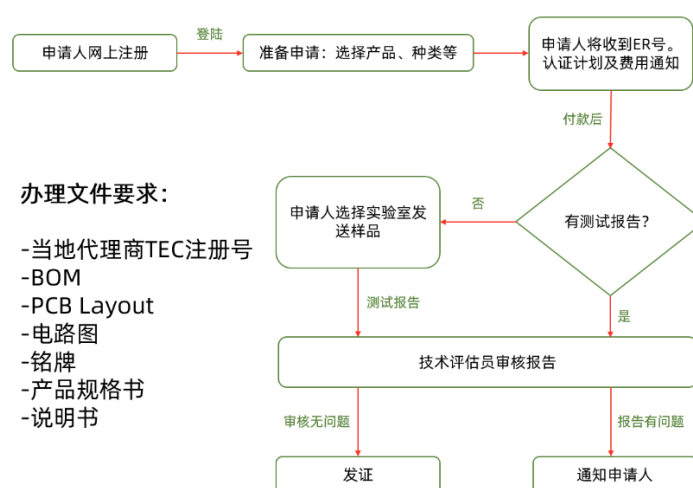 申请人网上注册
登陆
准备申请：选择产品、种类等
申请人将收到ER号。
认证计划及费用通知
付款后
办理文件要求：
-当地代理商TEC注册号
-BOM
-PCB Layout
-电路图
-铭牌
-产品规格书
-说明书
有测试报告？
否
申请人选择实验室发
送样品
测试报告
是
技术评估员审核报告
审核无问题
报告有问题
发证
通知申请人